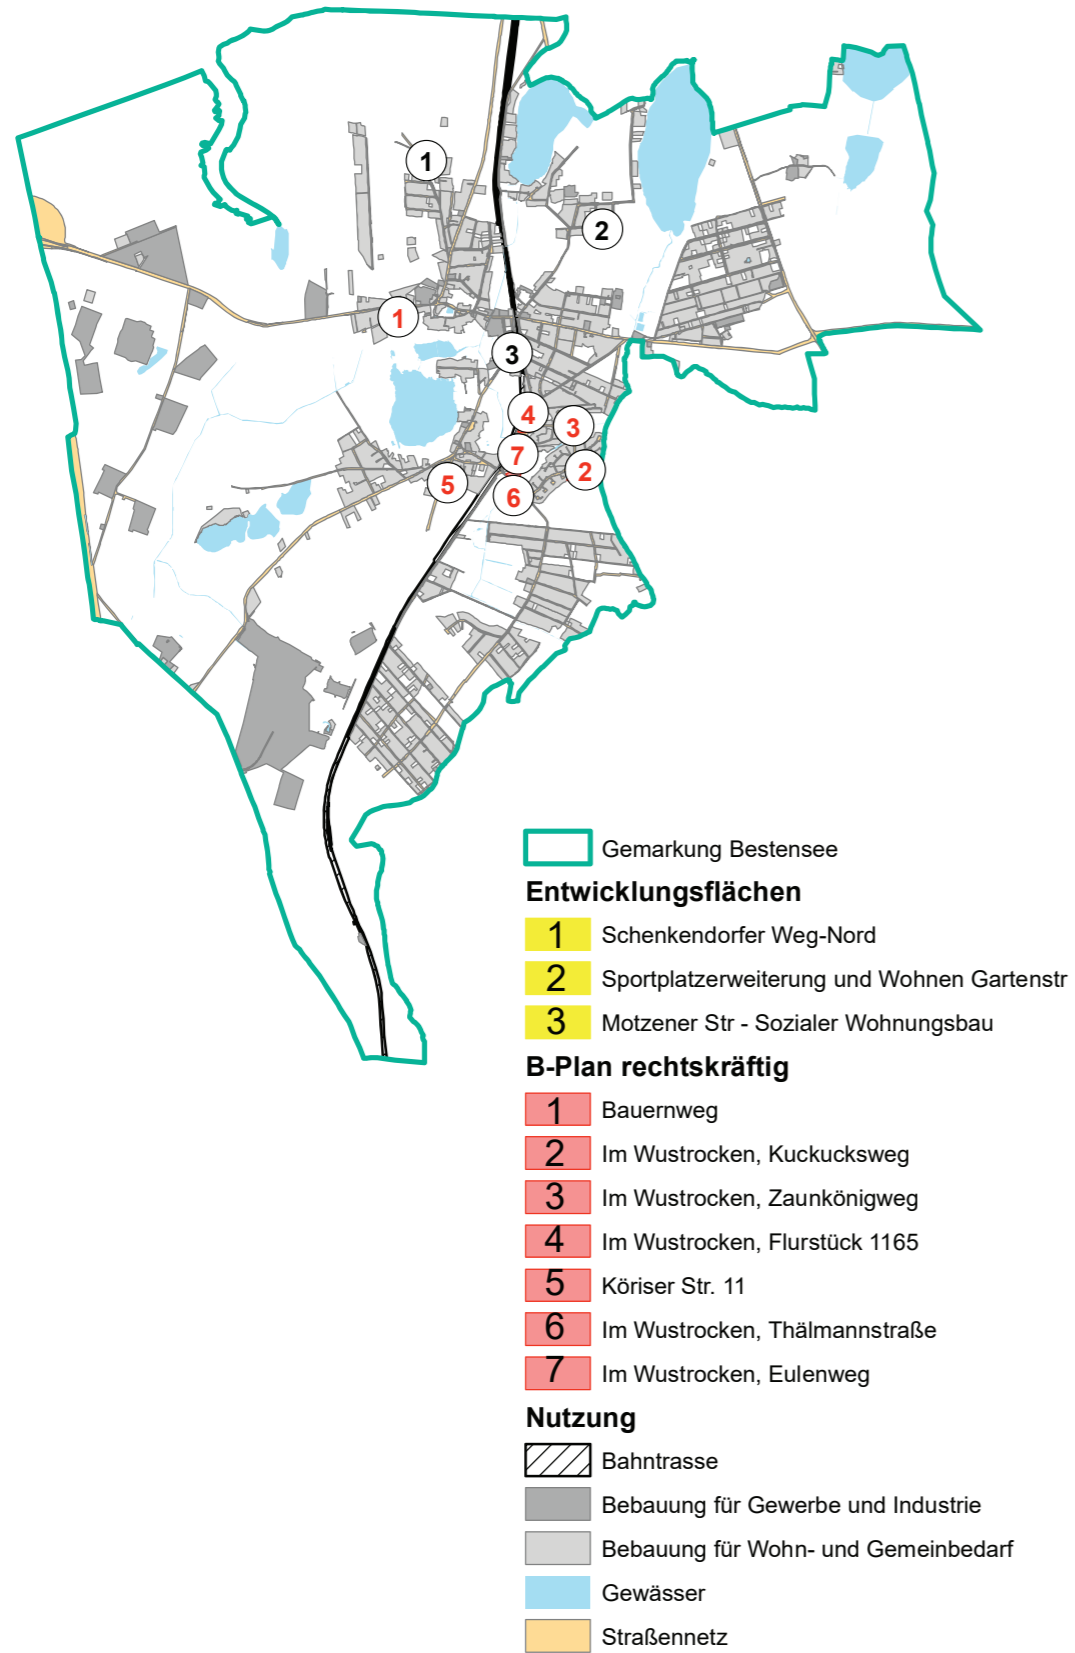 1
2
1
3
4
3
7
2
5
6
Gemarkung Bestensee
Entwicklungsflächen
1 Schenkendorfer Weg-Nord
2 Sportplatzerweiterung und Wohnen Gartenstr
3 Motzener Str - Sozialer Wohnungsbau
B-Plan rechtskräftig
1 Bauernweg
2 Im Wustrocken, Kuckucksweg
3 Im Wustrocken, Zaunkönigweg
4 Im Wustrocken, Flurstück 1165
5 Köriser Str. 11
6 Im Wustrocken, Thälmannstraße
7 Im Wustrocken, Eulenweg
Nutzung
Bahntrasse
Bebauung für Gewerbe und Industrie
Bebauung für Wohn- und Gemeinbedarf
Gewässer
Straßennetz